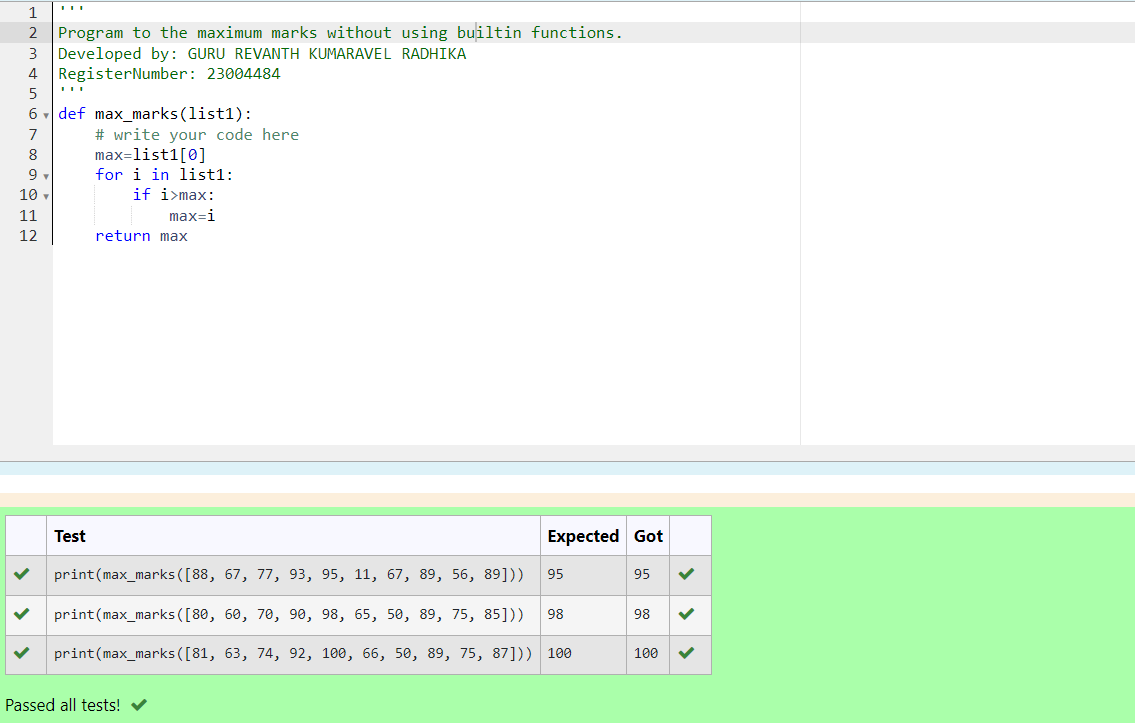 1 '''
2 Program to the maximum marks without using builtin functions.
3 Developed by: GURU REVANTH KUMARAVEL RADHIKA
4 RegisterNumber: 23004484
5 '''
6 def max_marks(list1):
7     # write your code here
8     max=list1[0]
9     for i in list1:
10         if i>max:
11             max=i
12     return max
Test Expected Got
print(max_marks([88, 67, 77, 93, 95, 11, 67, 89, 56, 89])) 95 95
print(max_marks([80, 60, 70, 90, 98, 65, 50, 89, 75, 85])) 98 98
print(max_marks([81, 63, 74, 92, 100, 66, 50, 89, 75, 87])) 100 100
Passed all tests!